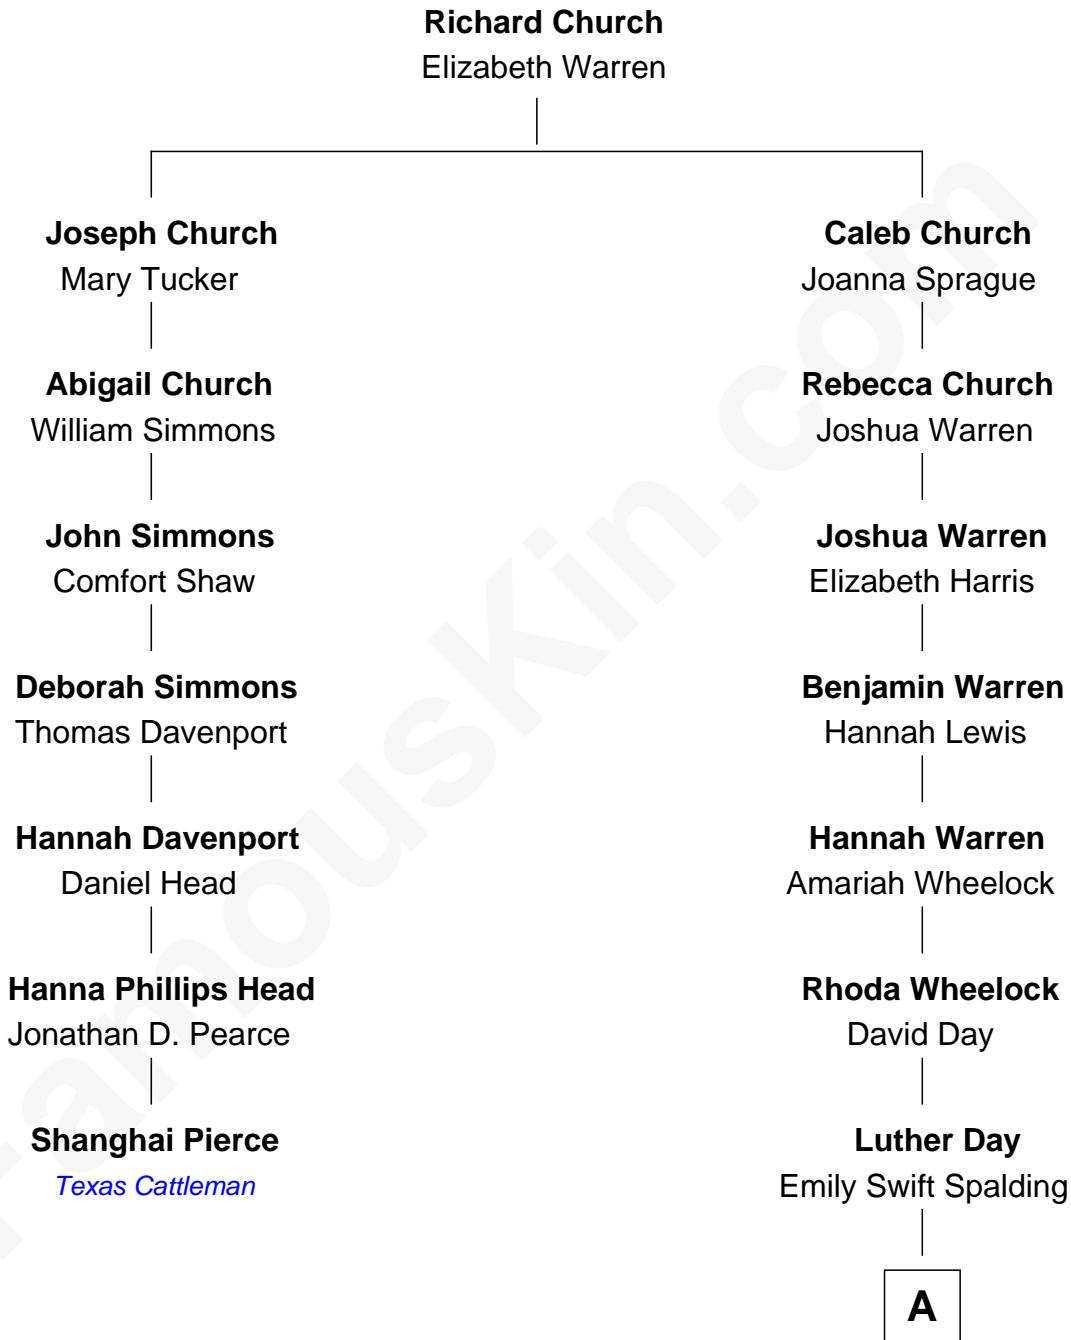 Richard Church
Elizabeth Warren
Joseph Church
Mary Tucker
Caleb Church
Joanna Sprague
Abigail Church
William Simmons
Rebecca Church
Joshua Warren
John Simmons
Comfort Shaw
Joshua Warren
Elizabeth Harris
Deborah Simmons
Thomas Davenport
Benjamin Warren
Hannah Lewis
Hannah Davenport
Daniel Head
Hannah Warren
Amariah Wheelock
Hanna Phillips Head
Jonathan D. Pearce
Rhoda Wheelock
David Day
Shanghai Pierce
Texas Cattleman
Luther Day
Emily Swift Spalding
A
FamousKin.com